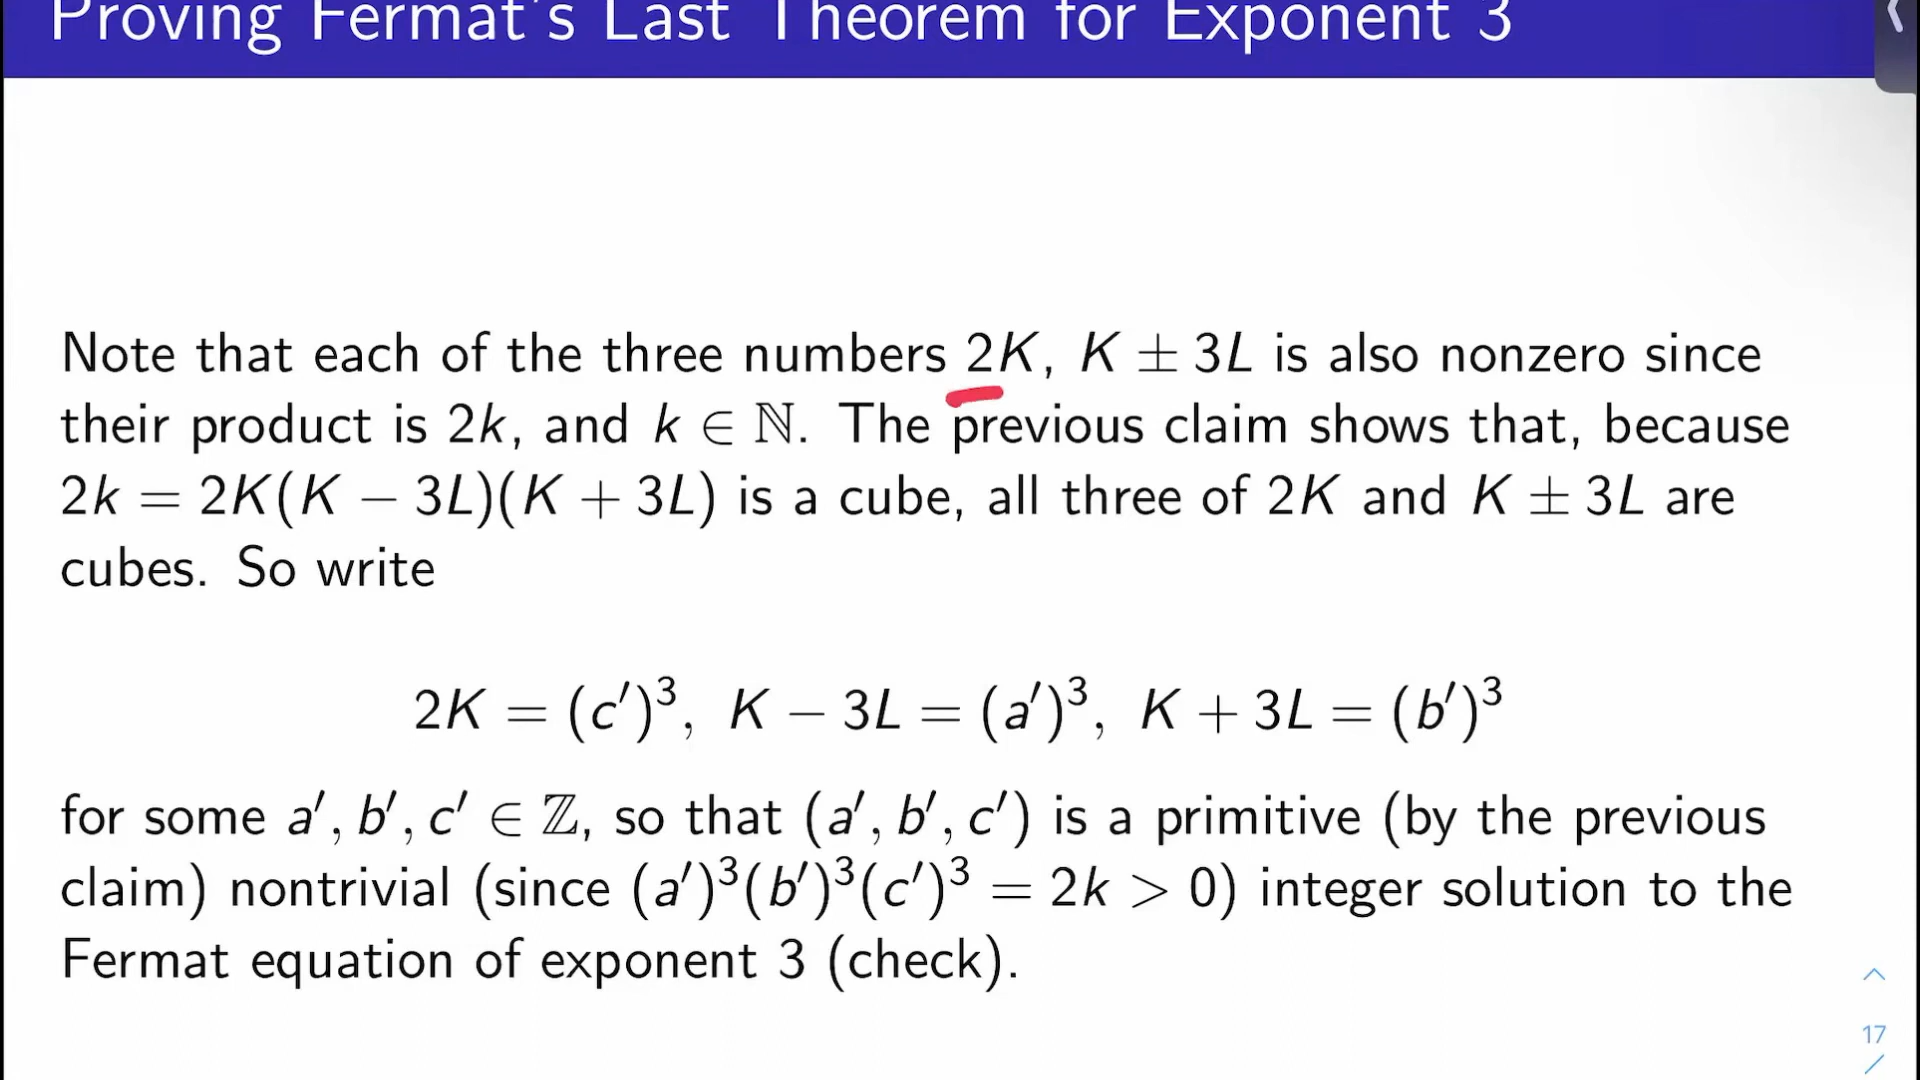 Proving Fermat's Last Theorem for Exponent 3
Note that each of the three numbers 2K, K ± 3L is also nonzero since
their product is 2k, and k ∈ ℕ. The previous claim shows that, because
2k = 2K(K − 3L)(K + 3L) is a cube, all three of 2K and K ± 3L are
cubes. So write
2K = (c′)³, K − 3L = (a′)³, K + 3L = (b′)³
for some a′, b′, c′ ∈ ℤ, so that (a′, b′, c′) is a primitive (by the previous
claim) nontrivial (since (a′)³(b′)³(c′)³ = 2k > 0) integer solution to the
Fermat equation of exponent 3 (check).
17
/